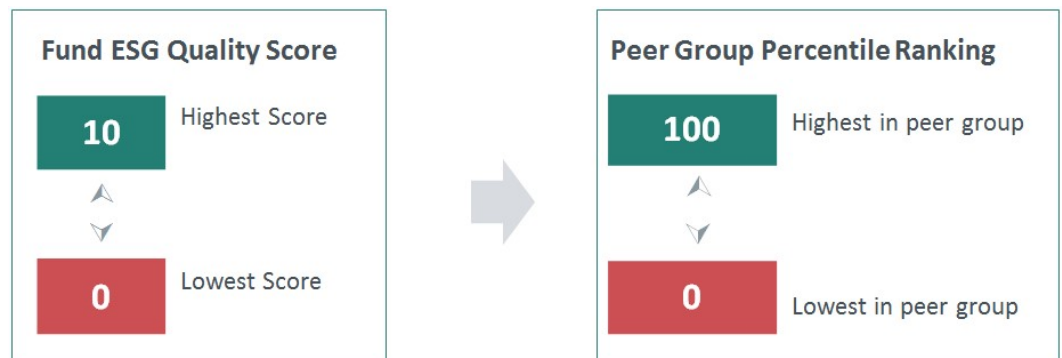 Fund ESG Quality Score
10
Highest Score
0
Lowest Score
Peer Group Percentile Ranking
100
Highest in peer group
0
Lowest in peer group